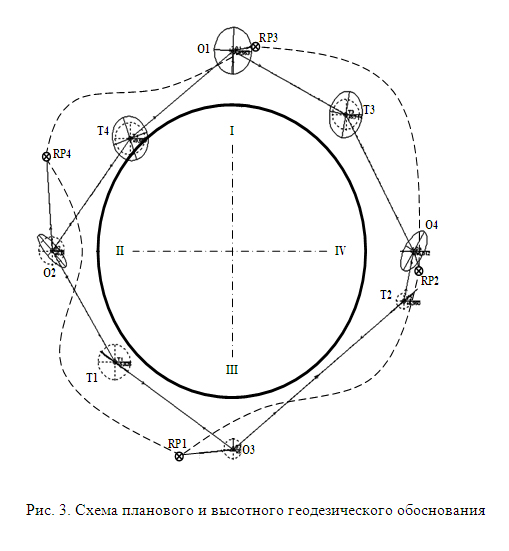 RP3
O1
T3
T4
I
RP4
O4
II
IV
O2
RP2
T2
III
T1
RP1
O3
Рис. 3. Схема планового и высотного геодезического обоснования